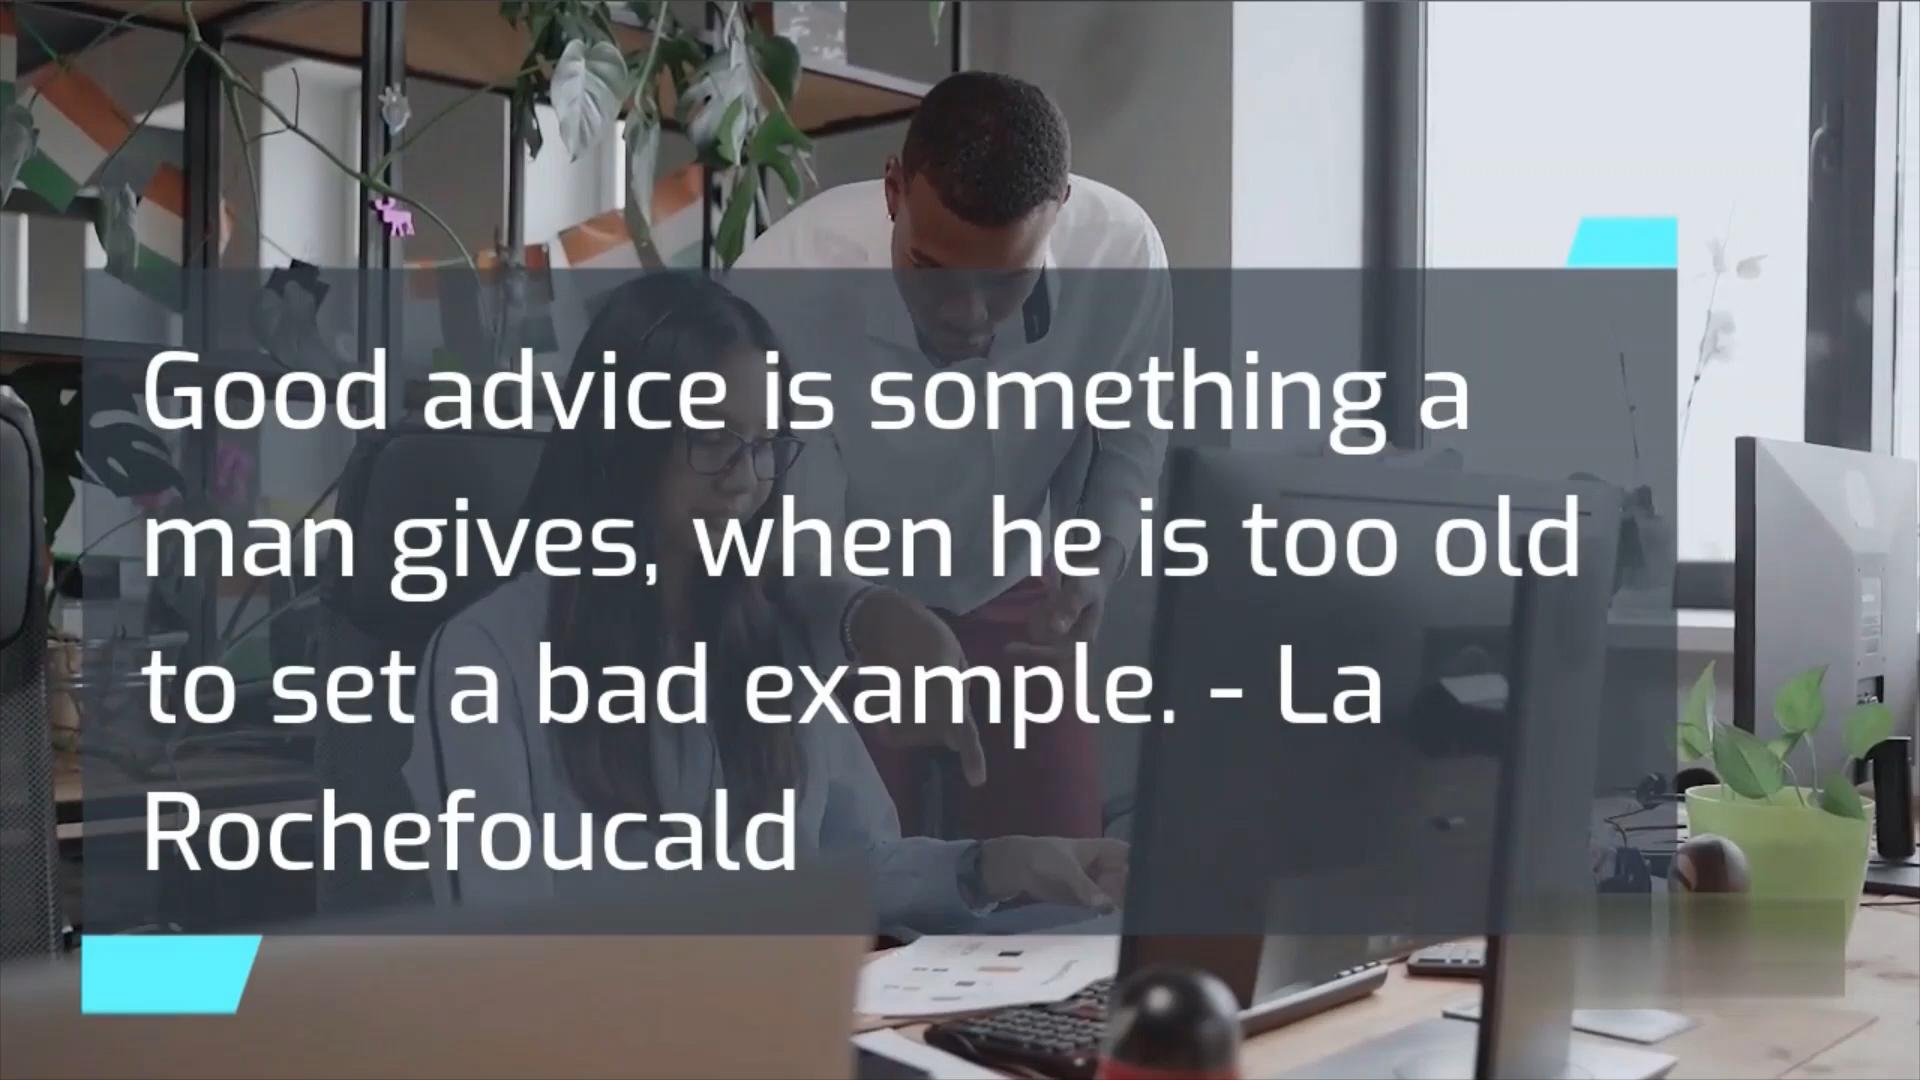 Good advice is something a
man gives, when he is too old
to set a bad example. - La
Rochefoucald